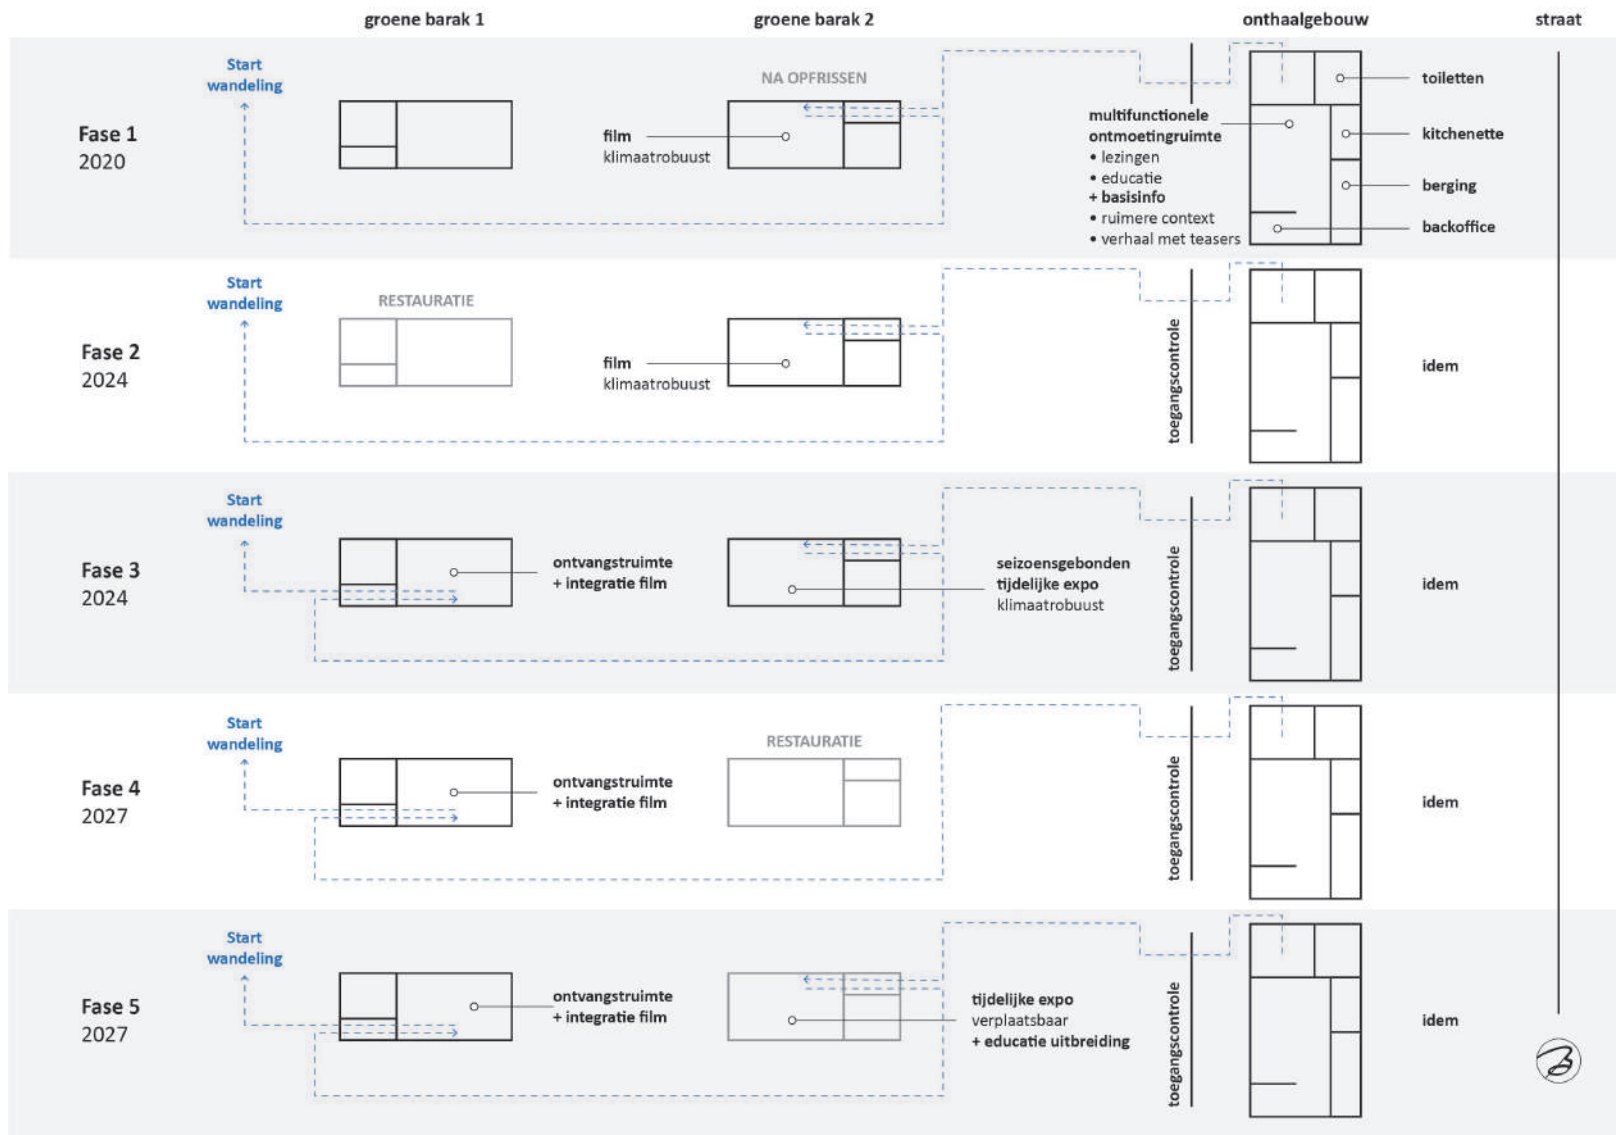 groene barak 1
groene barak 2
onthaalgebouw
straat
Fase 1
2020
Start
wandeling
film
klimaatrobuust
NA OPFRISSEN
multifunctionele
ontmoetingruimte
• lezingen
• educatie
+ basisinfo
• ruimere context
• verhaal met teasers
toiletten
kitchenette
berging
backoffice
Fase 2
2024
Start
wandeling
RESTAURATIE
film
klimaatrobuust
toegangscontrole
idem
Fase 3
2024
Start
wandeling
ontvangstruimte
+ integratie film
seizoensgebonden
tijdelijke expo
klimaatrobuust
toegangscontrole
idem
Fase 4
2027
Start
wandeling
ontvangstruimte
+ integratie film
RESTAURATIE
toegangscontrole
idem
Fase 5
2027
Start
wandeling
ontvangstruimte
+ integratie film
tijdelijke expo
verplaatsbaar
+ educatie uitbreiding
toegangscontrole
idem
B